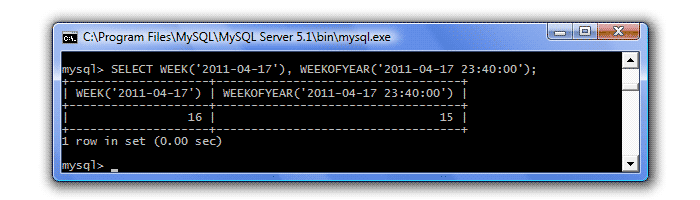 C:\Program Files\MySQL\MySQL Server 5.1\bin\mysql.exe
mysql> SELECT WEEK('2011-04-17'), WEEKOFYEAR('2011-04-17 23:40:00');
+--------------------+-----------------------------------+
| WEEK('2011-04-17') | WEEKOFYEAR('2011-04-17 23:40:00') |
+--------------------+-----------------------------------+
|                 16 |                                15 |
+--------------------+-----------------------------------+
1 row in set (0.00 sec)
mysql> _